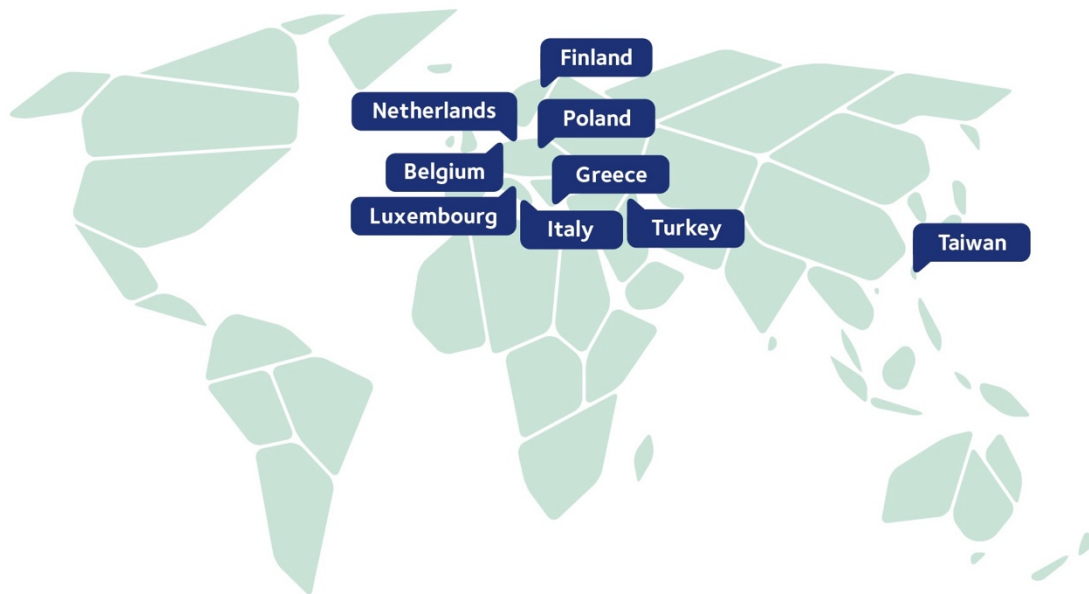 Finland
Netherlands
Poland
Belgium
Greece
Luxembourg
Italy
Turkey
Taiwan